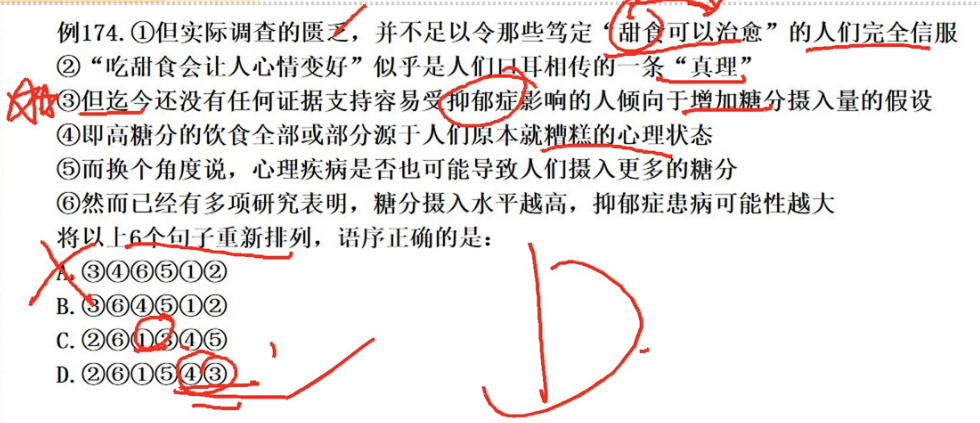 例174.①但实际调查的匮乏，并不足以令那些笃定“甜食可以治愈”的人们完全信服
②“吃甜食会让人心情变好”似乎是人们口耳相传的一条“真理”
③但迄今还没有任何证据支持容易受抑郁症影响的人倾向于增加糖分摄入量的假设
④即高糖分的饮食全部或部分源于人们原本就糟糕的心理状态
⑤而换个角度说，心理疾病是否也可能导致人们摄入更多的糖分
⑥然而已经有多项研究表明，糖分摄入水平越高，抑郁症患病可能性越大
将以上6个句子重新排列，语序正确的是：
A.③④⑥⑤①②
B.③⑥④⑤①②
C.②⑥①③④⑤
D.②⑥①⑤④③
D